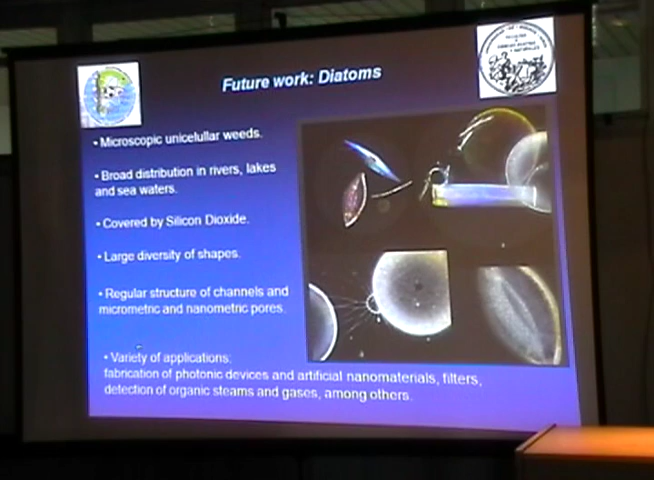 Future work: Diatoms
• Microscopic unicelullar weeds.
• Broad distribution in rivers, lakes
and sea waters.
• Covered by Silicon Dioxide.
• Large diversity of shapes.
• Regular structure of channels and
micrometric and nanometric pores.
• Variety of applications:
fabrication of photonic devices and artificial nanomaterials, filters,
detection of organic steams and gases, among others.